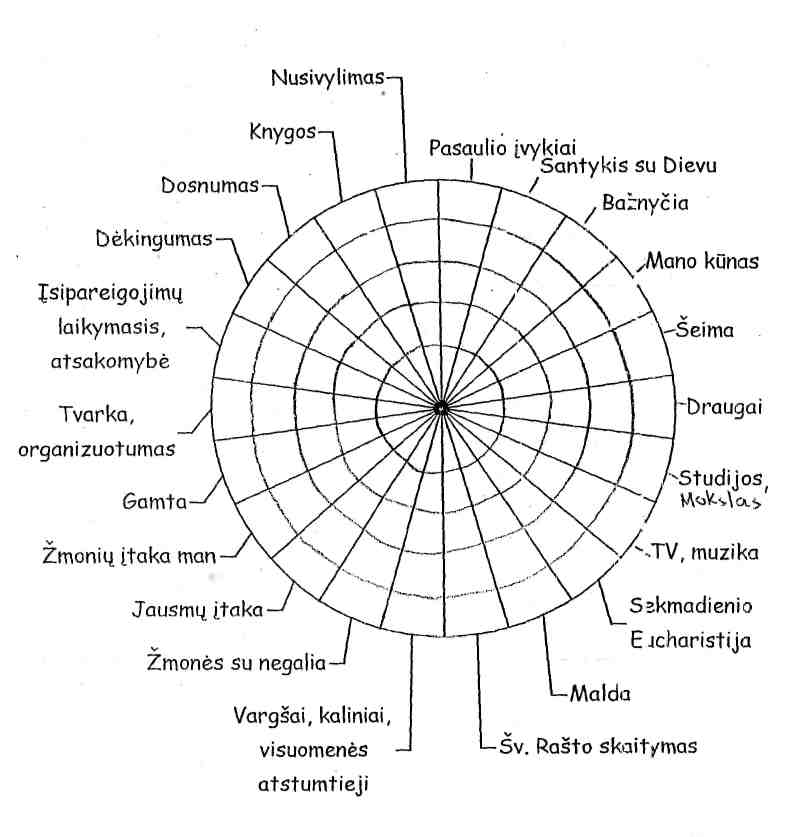 Nusivylimas
Knygos
Pasaulio įvykiai
Santykis su Dievu
Dosnumas
Bažnyčia
Dėkingumas
Mano kūnas
Įsipareigojimų
laikymasis,
atsakomybė
Šeima
Tvarka,
organizuotumas
Draugai
Gamta
Studijos,
Mokslas
Žmonių įtaka man
TV, muzika
Jausmų įtaka
Sekmadienio
Eucharistija
Žmonės su negalia
Malda
Vargšai, kaliniai,
visuomenės
atstumtieji
Šv. Rašto skaitymas